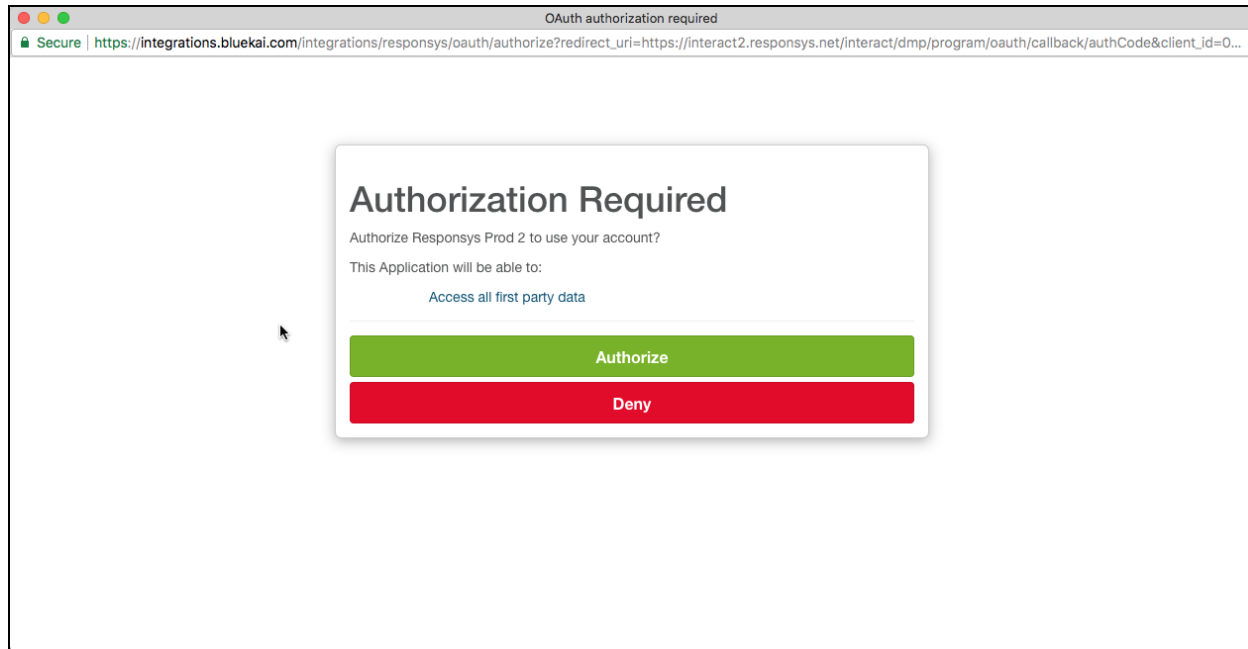 OAuth authorization required
Secure | https://integrations.bluekai.com/integrations/responsys/oauth/authorize?redirect_uri=https://interact2.responsys.net/interact/dmp/program/oauth/callback/authCode&client_id=0...
Authorization Required
Authorize Responsys Prod 2 to use your account?
This Application will be able to:
Access all first party data
Authorize
Deny